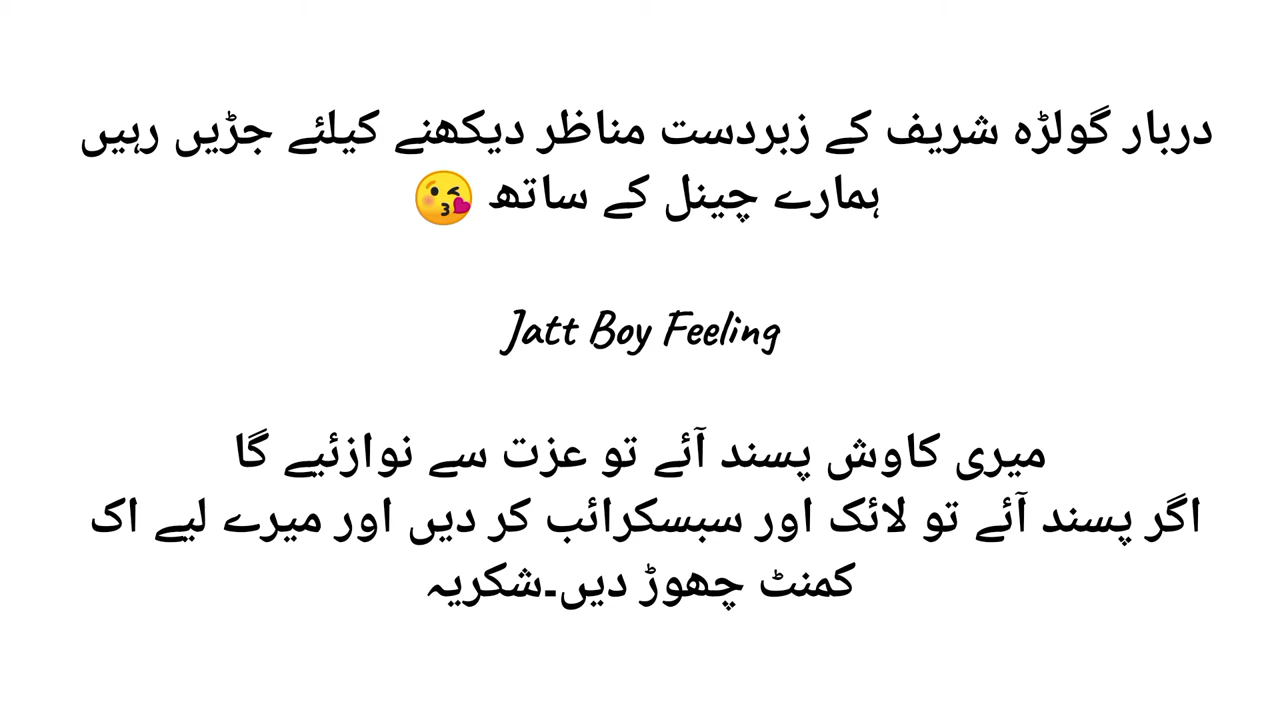 دربار گولڑہ شریف کے زبردست مناظر دیکھنے کیلئے جڑیں رہیں
ہمارے چینل کے ساتھ 😘
Jatt Boy Feeling
میری کاوش پسند آئے تو عزت سے نوازئیے گا
اگر پسند آئے تو لائک اور سبسکرائب کر دیں اور میرے لیے اک
کمنٹ چھوڑ دیں۔شکریہ